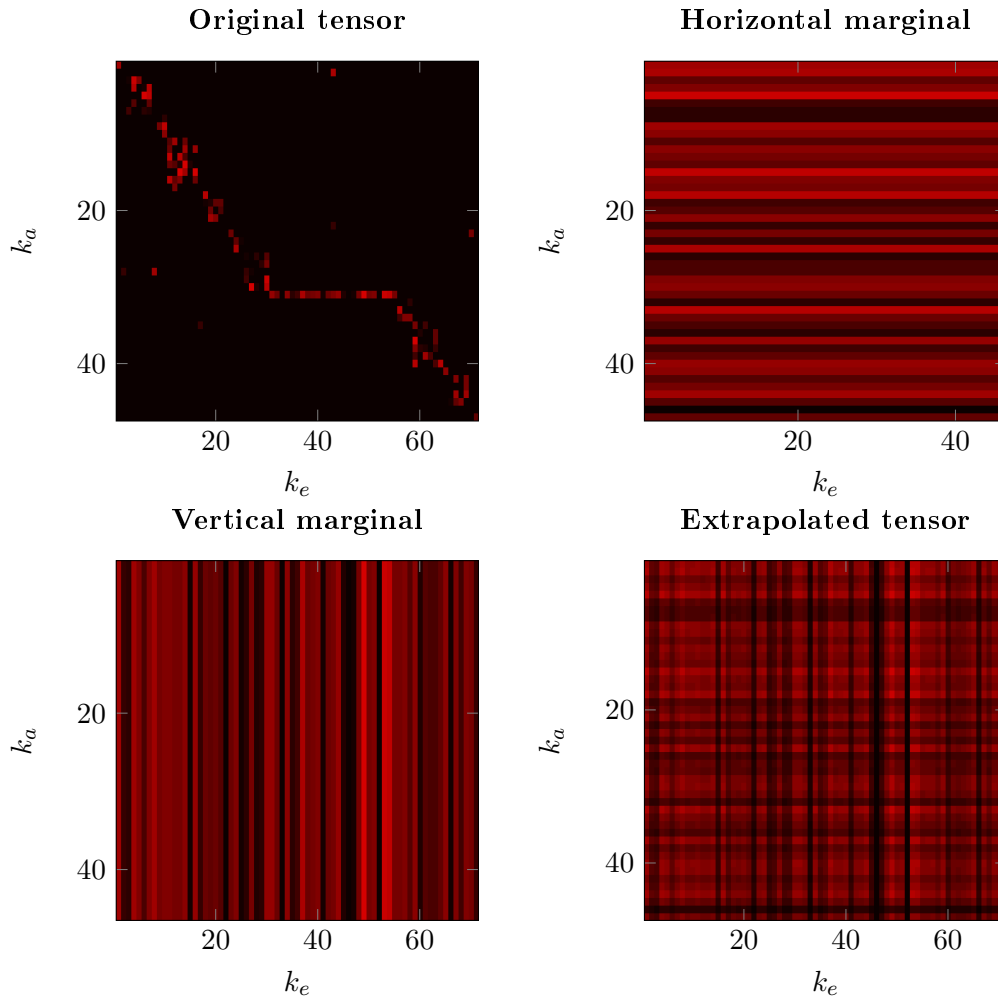 Original tensor
20
40
k_a
20 40 60
k_e
Horizontal marginal
20
40
k_a
20 40
k_e
Vertical marginal
20
40
k_a
20 40 60
k_e
Extrapolated tensor
20
40
k_a
20 40 60
k_e